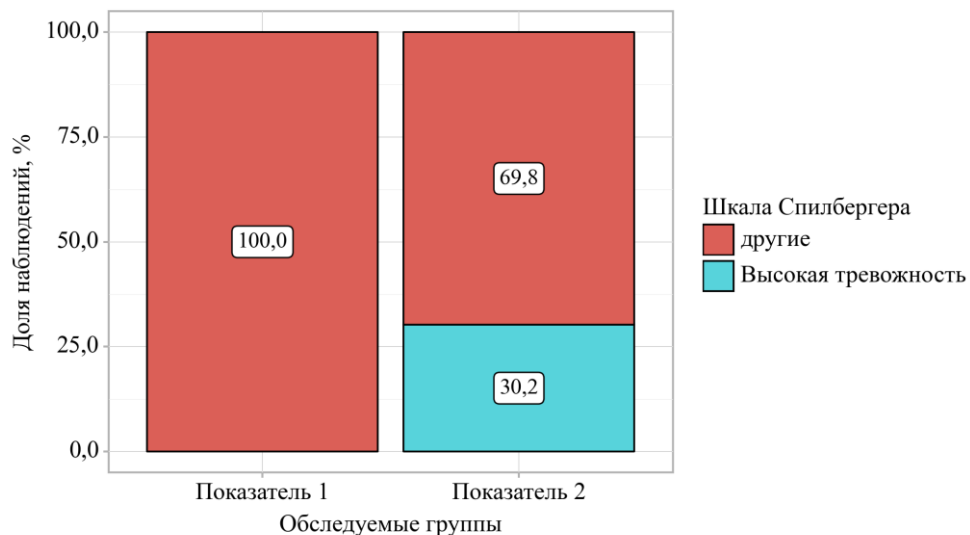 100,0
75,0
50,0
25,0
0,0
Доля наблюдений, %
100,0
69,8
30,2
Показатель 1
Показатель 2
Обследуемые группы
Шкала Спилбергера
другие
Высокая тревожность